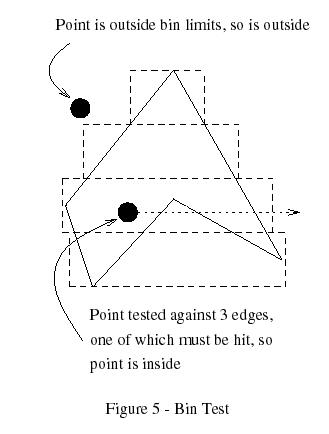 Point is outside bin limits, so is outside
Point tested against 3 edges,
one of which must be hit, so
point is inside
Figure 5 - Bin Test